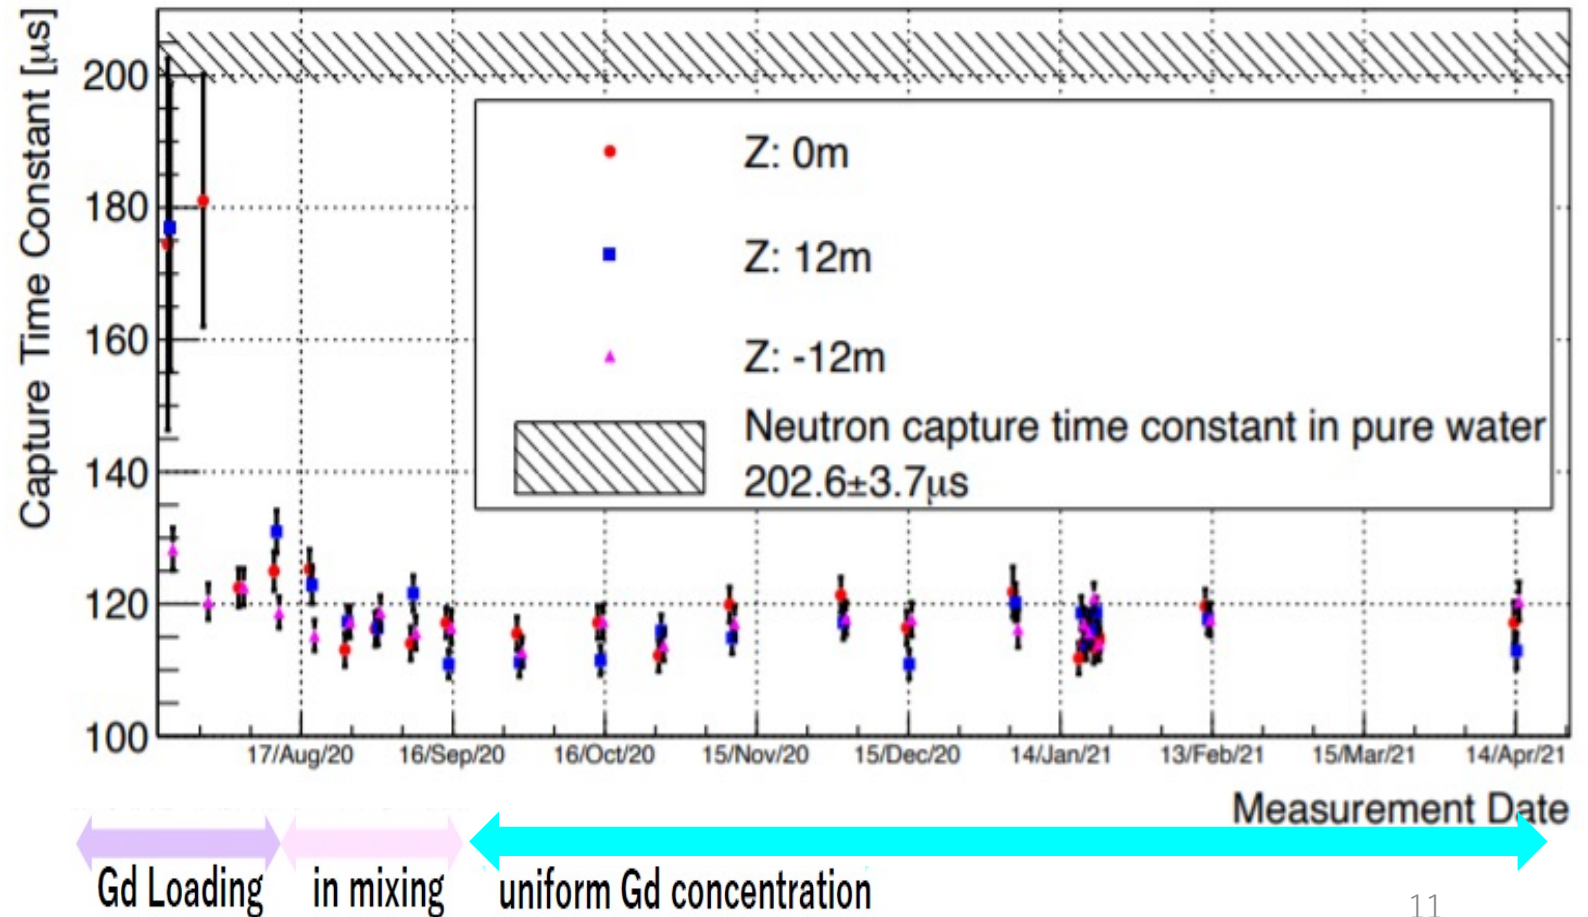 Capture Time Constant [μs]
200
180
160
140
120
100
Z: 0m
Z: 12m
Z: -12m
Neutron capture time constant in pure water
202.6±3.7μs
17/Aug/20 16/Sep/20 16/Oct/20 15/Nov/20 15/Dec/20 14/Jan/21 13/Feb/21 15/Mar/21 14/Apr/21
Measurement Date
Gd Loading in mixing uniform Gd concentration
11